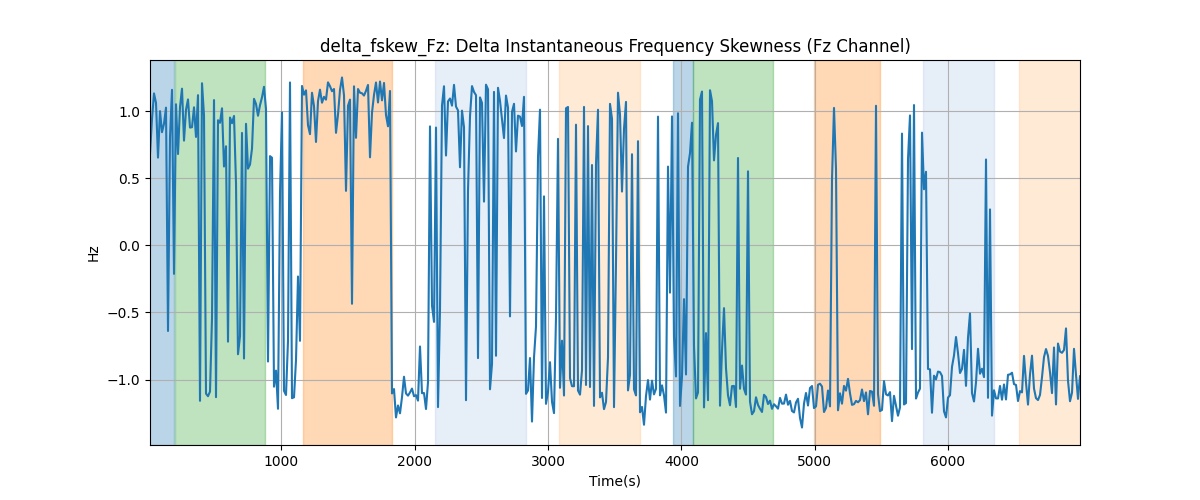 delta_fskew_Fz: Delta Instantaneous Frequency Skewness (Fz Channel)
1.0
0.5
0.0
−0.5
−1.0
Hz
1000 2000 3000 4000 5000 6000
Time(s)